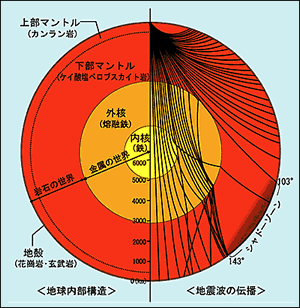 上部マントル
(カンラン岩)
下部マントル
(ケイ酸塩ペロブスカイト岩)
外核
(熔融鉄)
内核
(鉄)
金属の世界
岩石の世界
6000
5000
4000
3000
2000
1000
0(km)
地殻
(花崗岩・玄武岩)
103°
シャドーゾーン
143°
<地球内部構造>
<地震波の伝播>